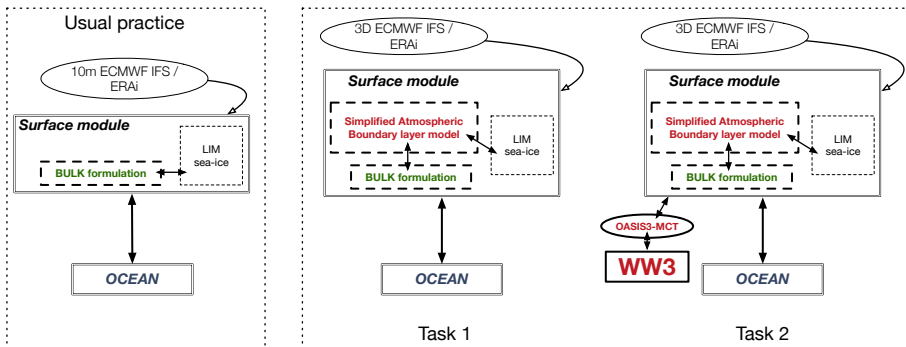 Usual practice
10m ECMWF IFS /
ERAi
Surface module
LIM
sea-ice
BULK formulation
OCEAN
3D ECMWF IFS /
ERAi
Surface module
Simplified Atmospheric
Boundary layer model
LIM
sea-ice
BULK formulation
OCEAN
Task 1
3D ECMWF IFS /
ERAi
Surface module
Simplified Atmospheric
Boundary layer model
LIM
sea-ice
BULK formulation
OASIS3-MCT
WW3
OCEAN
Task 2